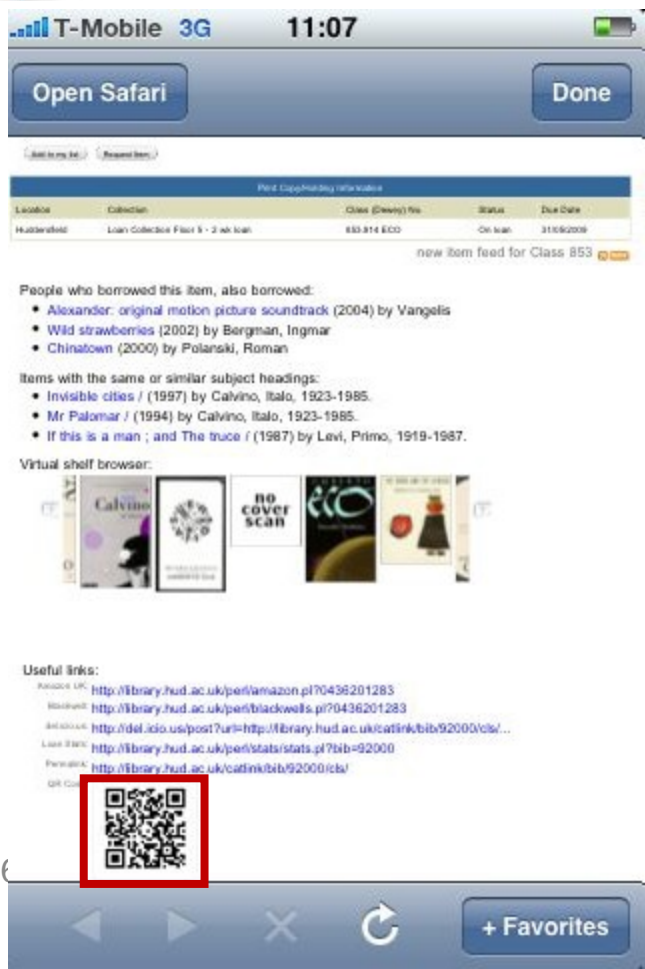 T-Mobile 3G 11:07
Open Safari Done
Add to my list Request Item
Print Copy/Holding Information
Location Collection Class (Dewey) No. Status Due Date
Huddersfield Loan Collection Floor 5 - 2 wk loan 853.914 ECO On loan 31/05/2009
new item feed for Class 853
People who borrowed this item, also borrowed:
• Alexander: original motion picture soundtrack (2004) by Vangelis
• Wild strawberries (2002) by Bergman, Ingmar
• Chinatown (2000) by Polanski, Roman
Items with the same or similar subject headings:
• Invisible cities / (1997) by Calvino, Italo, 1923-1985.
• Mr Palomar / (1994) by Calvino, Italo, 1923-1985.
• If this is a man ; and The truce / (1987) by Levi, Primo, 1919-1987.
Virtual shelf browser:
Calvino
no cover scan
eco
Useful links:
Amazon UK: http://library.hud.ac.uk/perl/amazon.pl?0436201283
Blackwell: http://library.hud.ac.uk/perl/blackwells.pl?0436201283
del.icio.us: http://del.icio.us/post?url=http://library.hud.ac.uk/catlink/bib/92000/cls/...
Loan Stats: http://library.hud.ac.uk/perl/stats/stats.pl?bib=92000
Permalink: http://library.hud.ac.uk/catlink/bib/92000/cls/
QR
+ Favorites